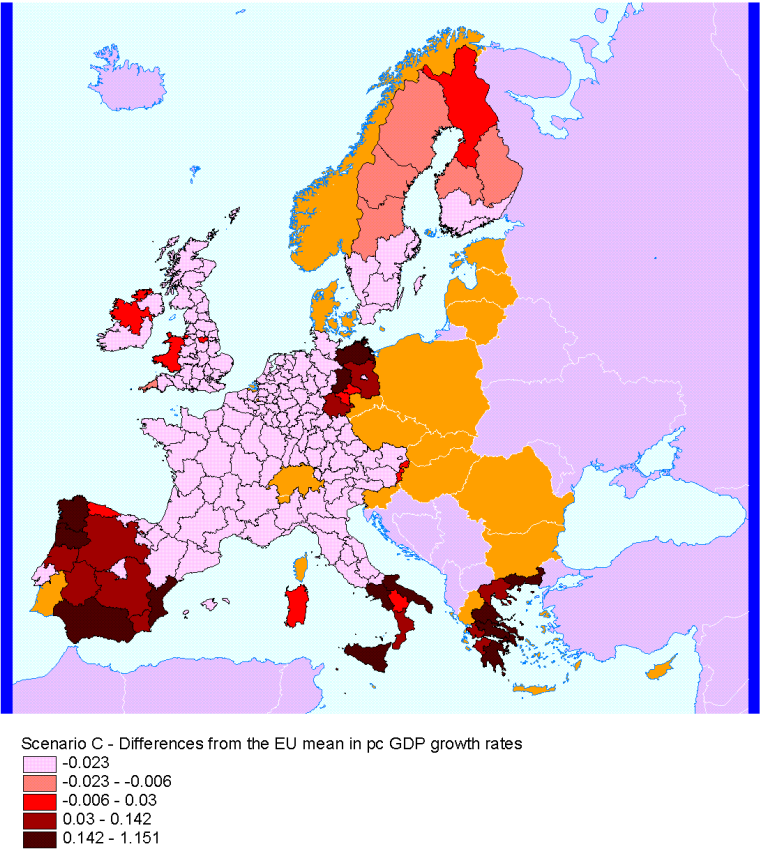 Scenario C - Differences from the EU mean in pc GDP growth rates
-0.023
-0.023 - -0.006
-0.006 - 0.03
0.03 - 0.142
0.142 - 1.151